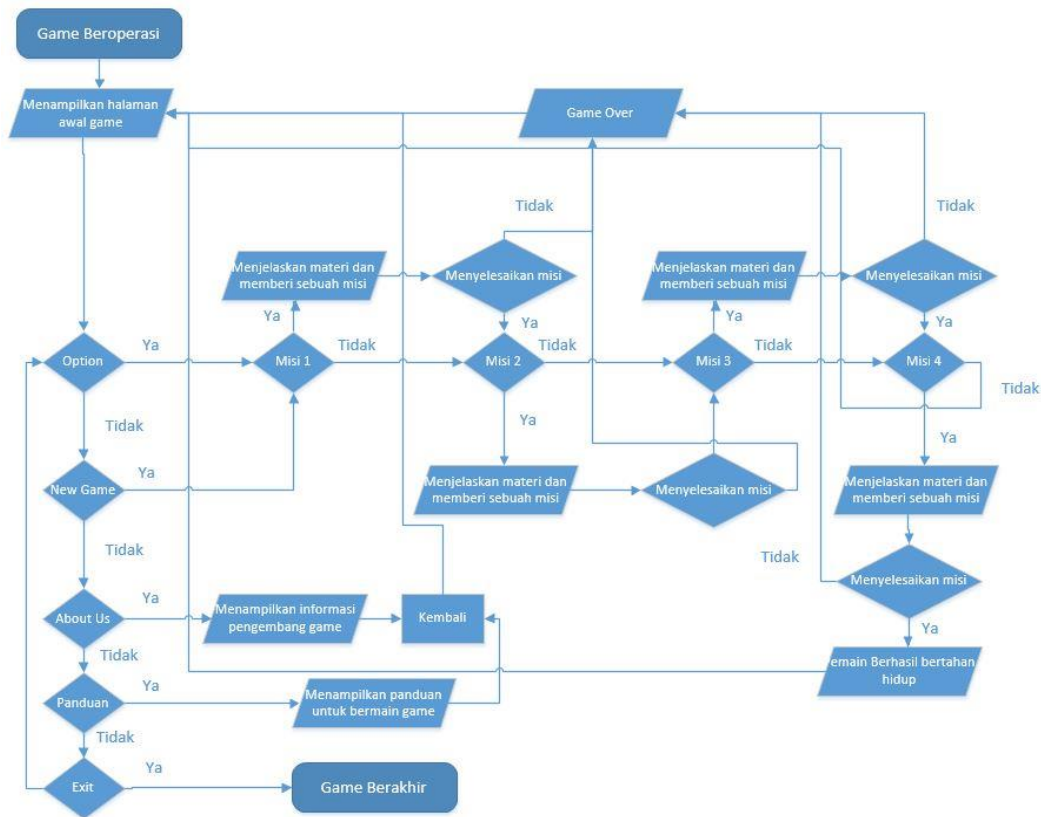 Game Beroperasi
Menampilkan halaman
awal game
Game Over
Tidak
Tidak
Menjelaskan materi dan
memberi sebuah misi
Menyelesaikan misi
Menjelaskan materi dan
memberi sebuah misi
Menyelesaikan misi
Ya
Ya
Ya
Ya
Option
Ya
Misi 1
Tidak
Misi 2
Tidak
Misi 3
Tidak
Misi 4
Tidak
Tidak
Ya
Ya
New Game
Ya
Menjelaskan materi dan
memberi sebuah misi
Menyelesaikan misi
Menjelaskan materi dan
memberi sebuah misi
Tidak
Tidak
Menyelesaikan misi
About Us
Ya
Menampilkan informasi
pengembang game
Kembali
Ya
Tidak
emain Berhasil bertahan
hidup
Panduan
Ya
Menampilkan panduan
untuk bermain game
Tidak
Exit
Ya
Game Berakhir